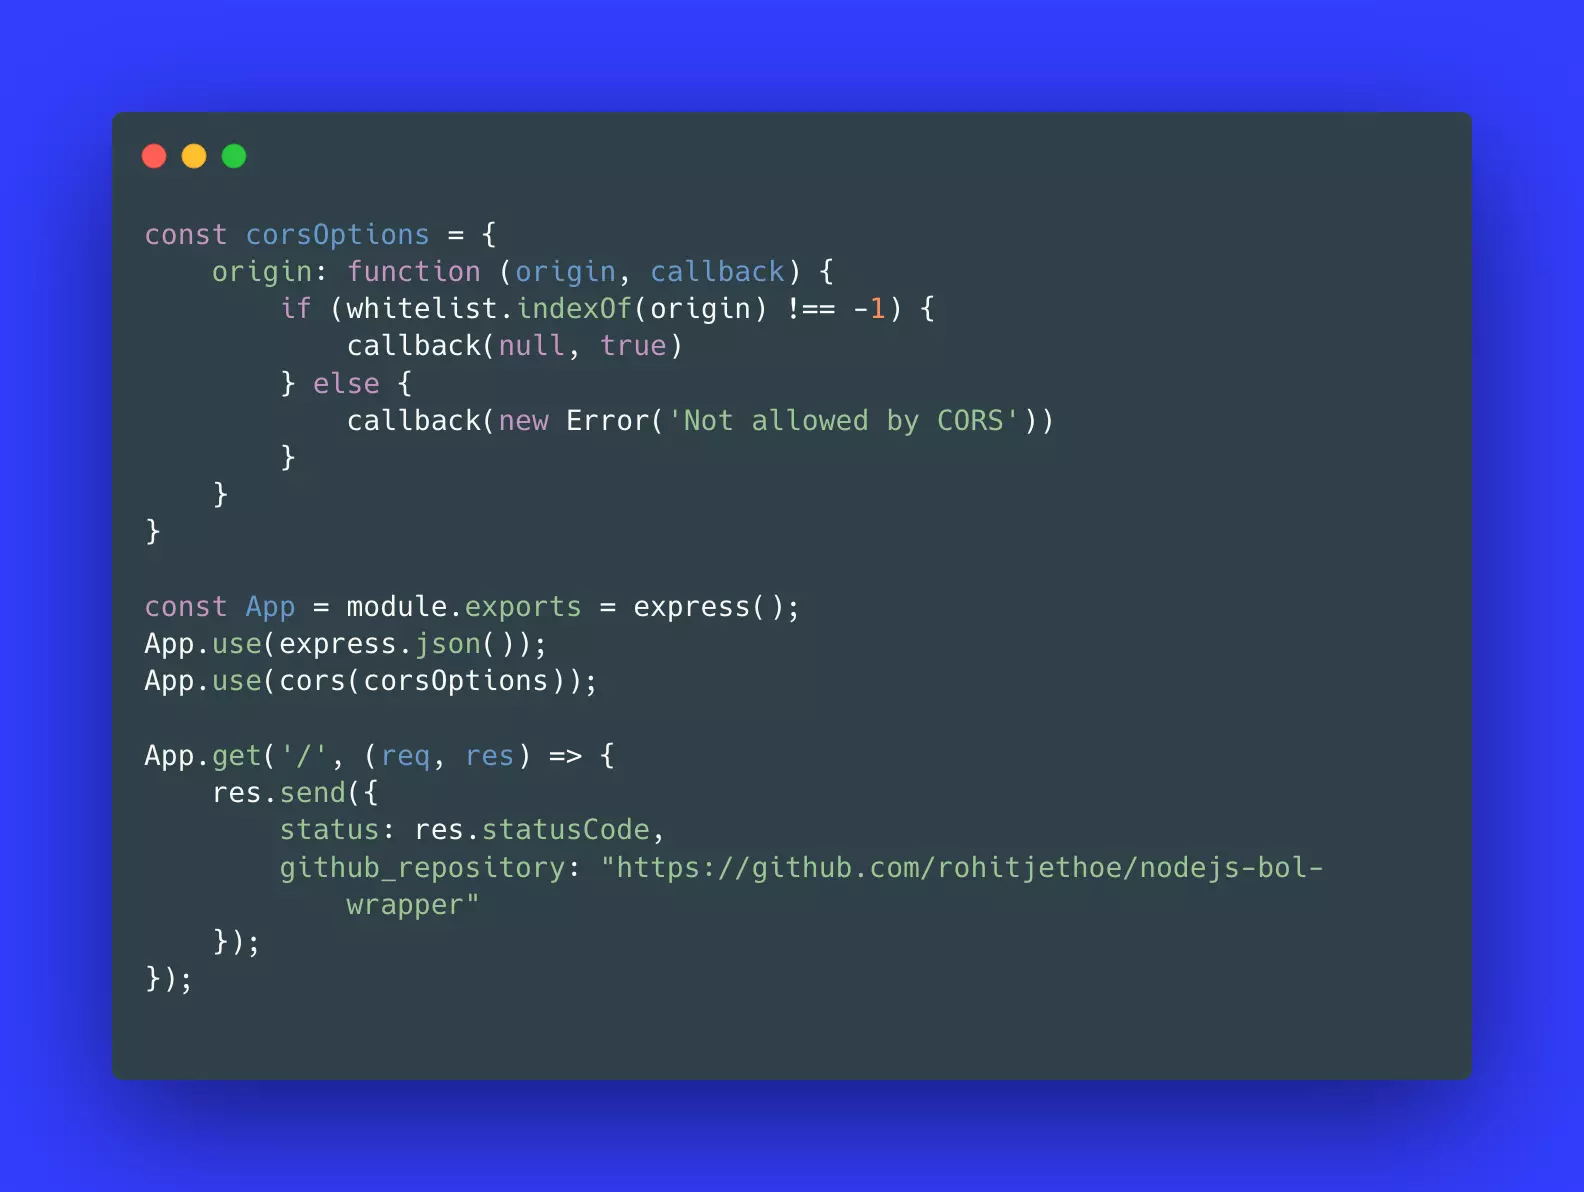 const corsOptions = {
    origin: function (origin, callback) {
        if (whitelist.indexOf(origin) !== -1) {
            callback(null, true)
        } else {
            callback(new Error('Not allowed by CORS'))
        }
    }
}

const App = module.exports = express();
App.use(express.json());
App.use(cors(corsOptions));

App.get('/', (req, res) => {
    res.send({
        status: res.statusCode,
        github_repository: "https://github.com/rohitjethoe/nodejs-bol-
            wrapper"
    });
});